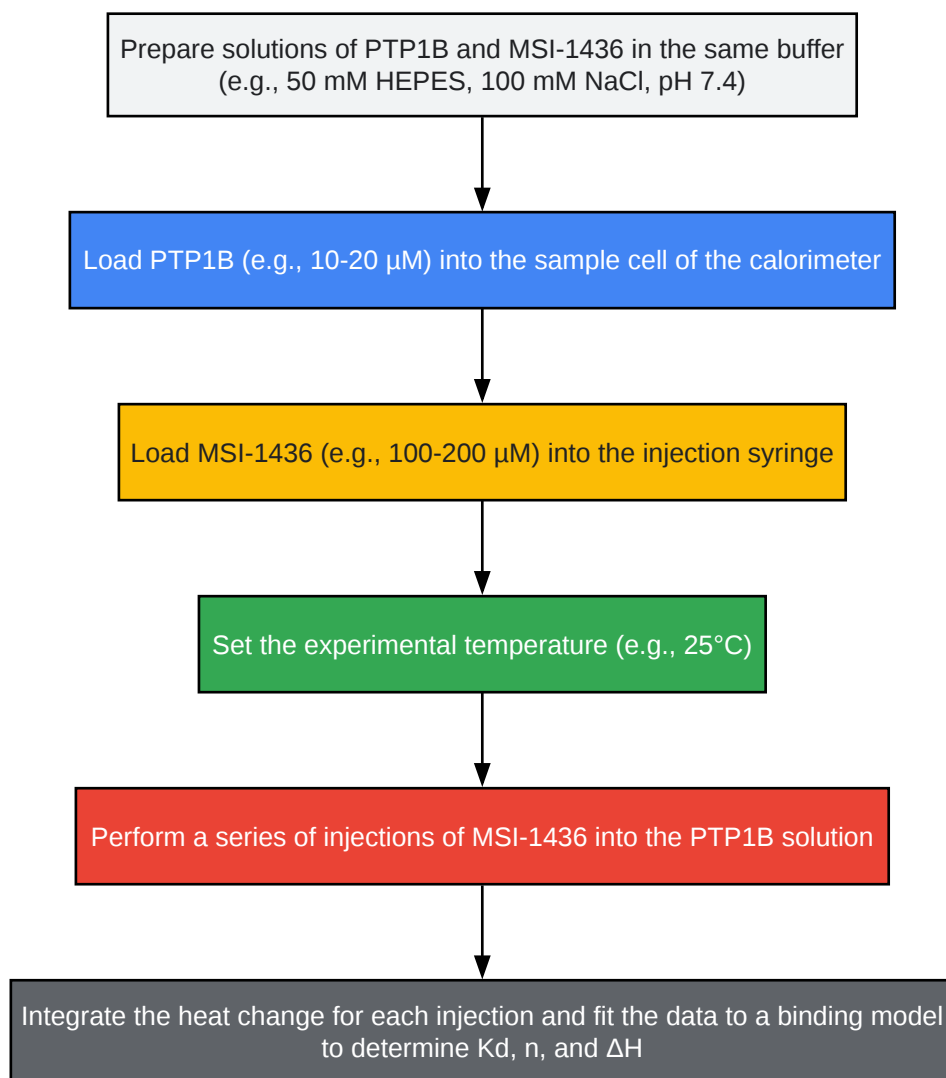 Prepare solutions of PTP1B and MSI-1436 in the same buffer
(e.g., 50 mM HEPES, 100 mM NaCl, pH 7.4)
Load PTP1B (e.g., 10-20 µM) into the sample cell of the calorimeter
Load MSI-1436 (e.g., 100-200 µM) into the injection syringe
Set the experimental temperature (e.g., 25°C)
Perform a series of injections of MSI-1436 into the PTP1B solution
Integrate the heat change for each injection and fit the data to a binding model
to determine Kd, n, and ΔH